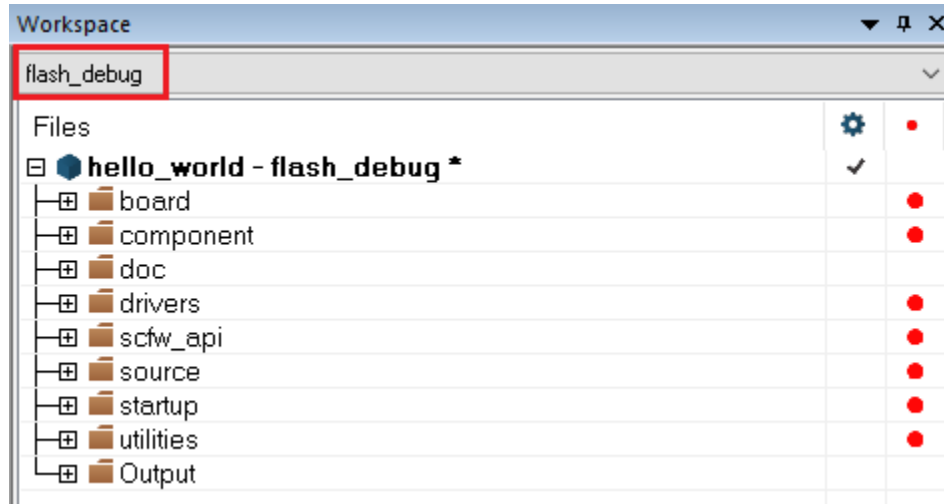 Workspace
flash_debug
Files
hello_world - flash_debug *
board
component
doc
drivers
scfw_api
source
startup
utilities
Output